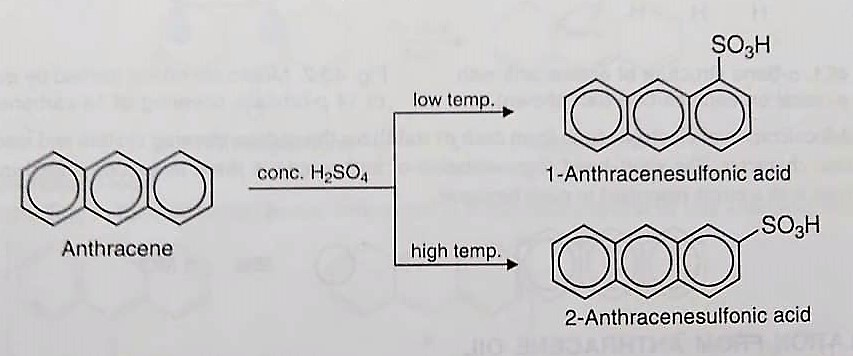 SO₃H
low temp.
conc. H₂SO₄
1-Anthracenesulfonic acid
Anthracene
high temp.
SO₃H
2-Anthracenesulfonic acid